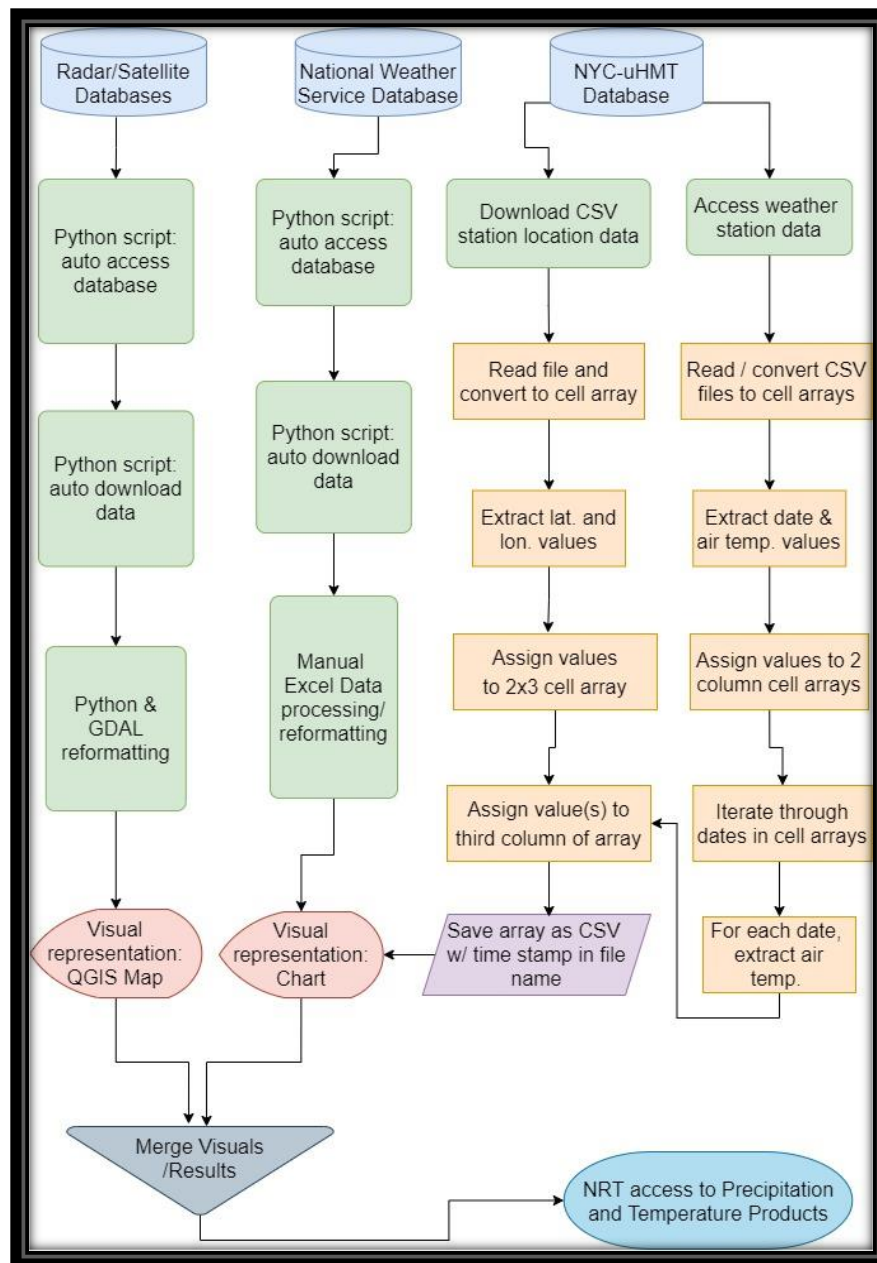 Radar/Satellite
Databases
National Weather
Service Database
NYC-uHMT
Database
Python script:
auto access
database
Python script:
auto access
database
Download CSV
station location data
Access weather
station data
Python script:
auto download
data
Python script:
auto download
data
Read file and
convert to cell array
Read / convert CSV
files to cell arrays
Extract lat. and
lon. values
Extract date &
air temp. values
Python &
GDAL
reformatting
Manual
Excel Data
processing/
reformatting
Assign values
to 2x3 cell array
Assign values to 2
column cell arrays
Assign value(s) to
third column of array
Iterate through
dates in cell arrays
Visual
representation:
QGIS Map
Visual
representation:
Chart
Save array as CSV
w/ time stamp in file
name
For each date,
extract air
temp.
Merge Visuals
/Results
NRT access to Precipitation
and Temperature Products